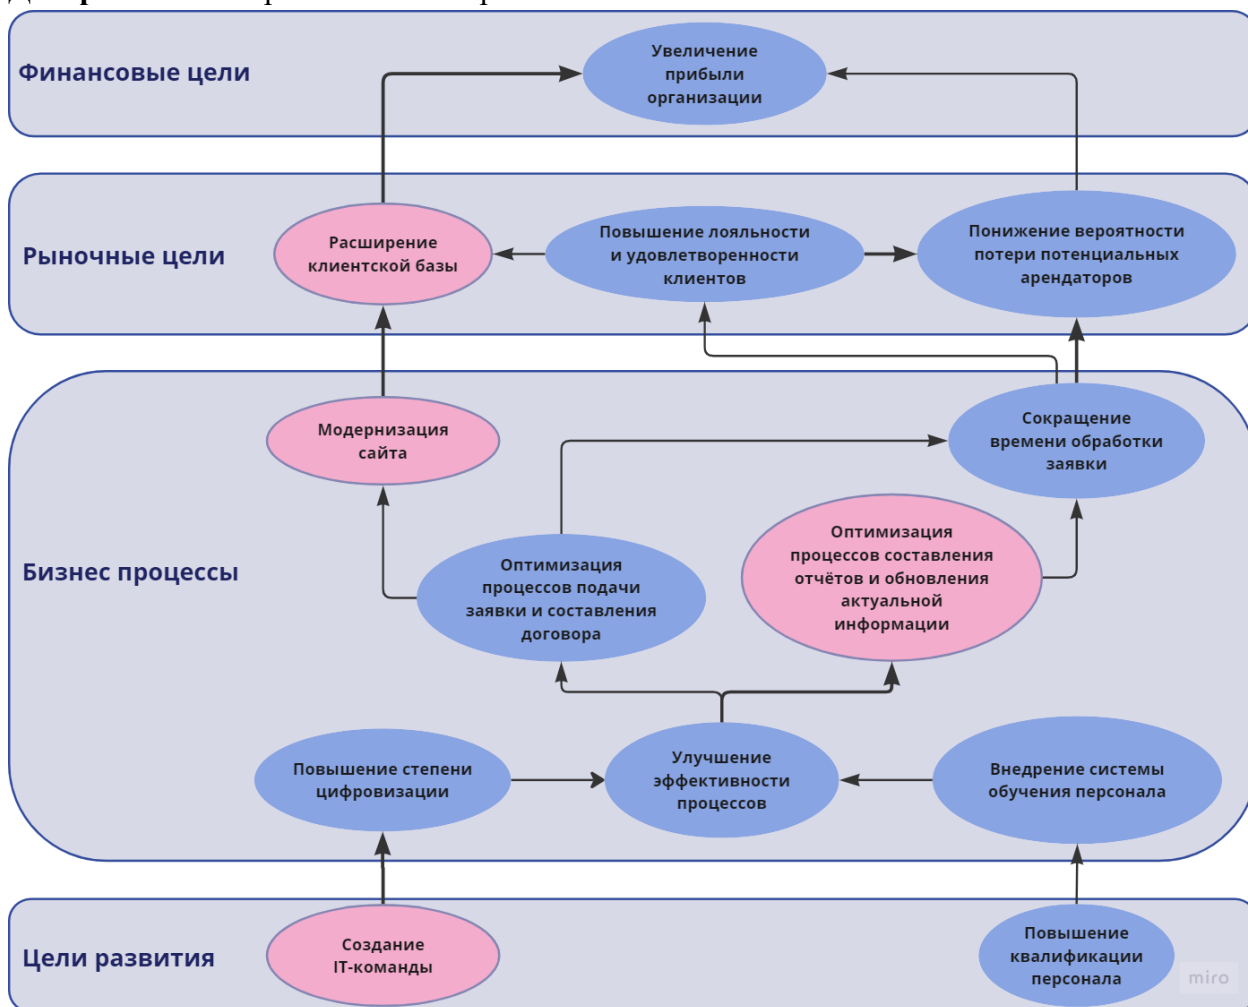 Финансовые цели
Увеличение
прибыли
организации
Рыночные цели
Расширение
клиентской базы
Повышение лояльности
и удовлетворенности
клиентов
Понижение вероятности
потери потенциальных
арендаторов
Бизнес процессы
Модернизация
сайта
Сокращение
времени обработки
заявки
Оптимизация
процессов подачи
заявки и составления
договора
Оптимизация
процессов составления
отчётов и обновления
актуальной
информации
Повышение степени
цифровизации
Улучшение
эффективности
процессов
Внедрение системы
обучения персонала
Цели развития
Создание
IT-команды
Повышение
квалификации
персонала
miro